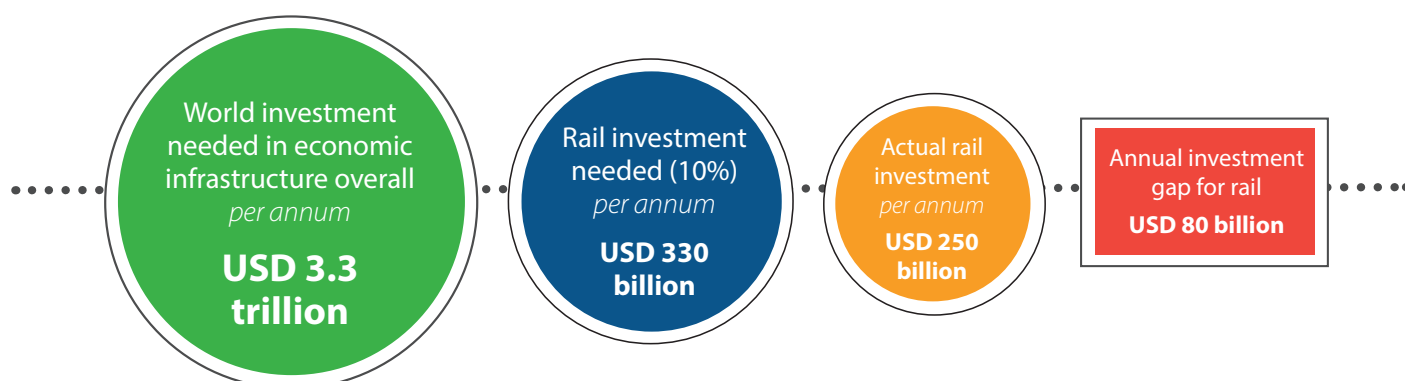 World investment
needed in economic
infrastructure overall
per annum
USD 3.3
trillion
Rail investment
needed (10%)
per annum
USD 330
billion
Actual rail
investment
per annum
USD 250
billion
Annual investment
gap for rail
USD 80 billion